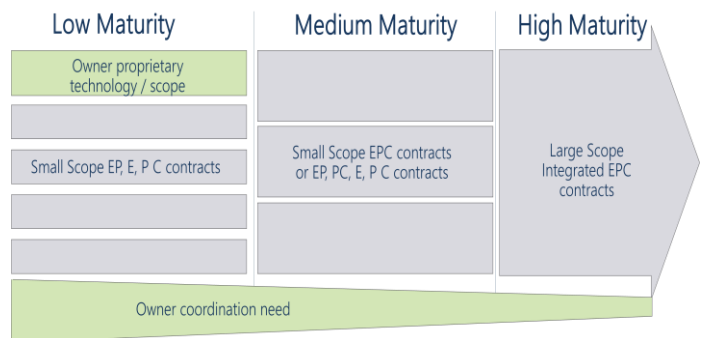 Low Maturity
Medium Maturity
High Maturity
Owner proprietary
technology / scope
Small Scope EP, E, P C contracts
Small Scope EPC contracts
or EP, PC, E, P C contracts
Large Scope
Integrated EPC
contracts
Owner coordination need